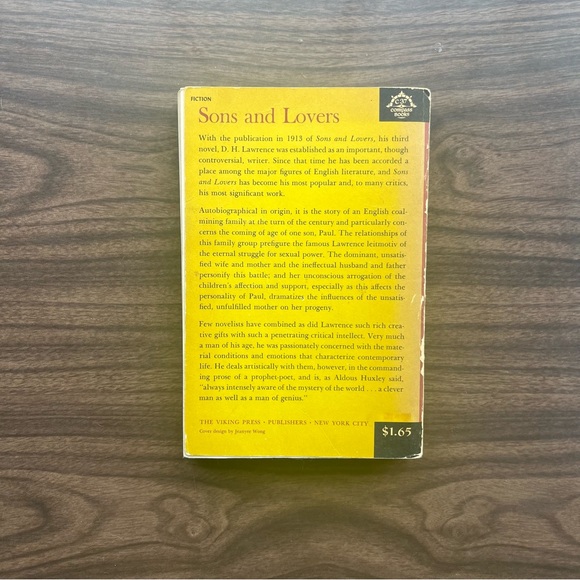 FICTION
C37
COMPASS
BOOKS
Sons and Lovers
With the publication in 1913 of Sons and Lovers, his third
novel, D. H. Lawrence was established as an important, though
controversial, writer. Since that time he has been accorded a
place among the major figures of English literature, and Sons
and Lovers has become his most popular and, to many critics,
his most significant work.
Autobiographical in origin, it is the story of an English coal-
mining family at the turn of the century and particularly con-
cerns the coming of age of one son, Paul. The relationships of
this family group prefigure the famous Lawrence leitmotiv of
the eternal struggle for sexual power. The dominant, unsatis-
fied wife and mother and the ineffectual husband and father
personify this battle; and her unconscious arrogation of the
children's affection and support, especially as this affects the
personality of Paul, dramatizes the influences of the unsatis-
fied, unfulfilled mother on her progeny.
Few novelists have combined as did Lawrence such rich crea-
tive gifts with such a penetrating critical intellect. Very much
a man of his age, he was passionately concerned with the mate-
rial conditions and emotions that characterize contemporary
life. He deals artistically with them, however, in the command-
ing prose of a prophet-poet, and is, as Aldous Huxley said,
"always intensely aware of the mystery of the world . . . a clever
man as well as a man of genius."
THE VIKING PRESS · PUBLISHERS · NEW YORK CITY
Cover design by Jeanyee Wong
$1.65